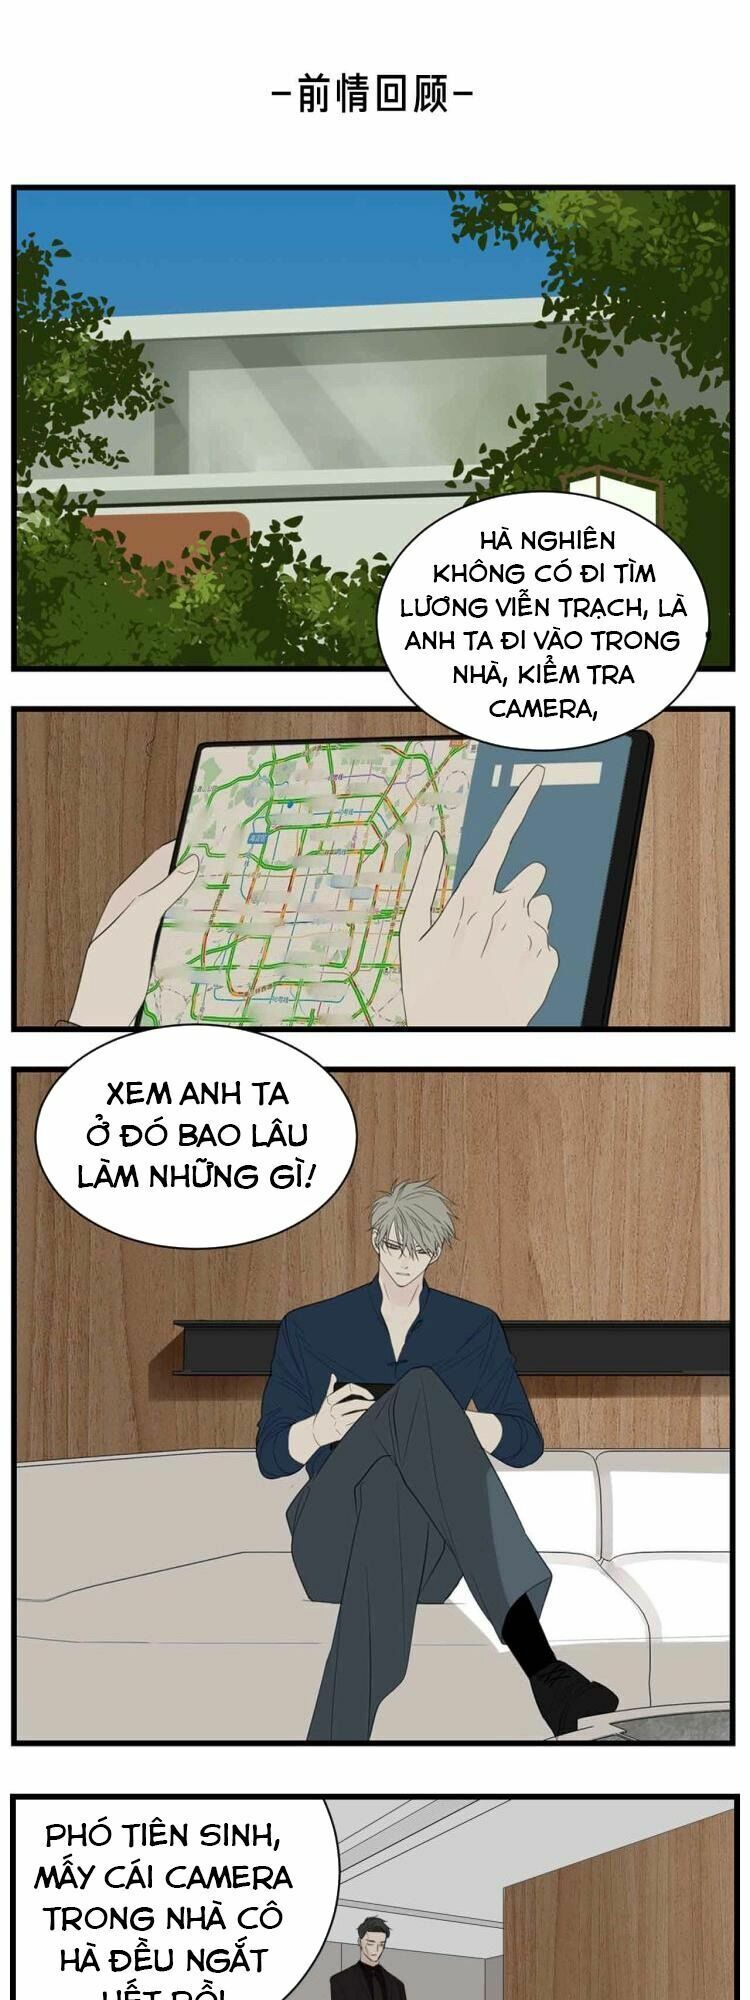 -前情回顾-
HÀ NGHIÊN
KHÔNG CÓ ĐI TÌM
LƯƠNG VIỄN TRẠCH, LÀ
ANH TA ĐI VÀO TRONG
NHÀ, KIỂM TRA
CAMERA,
XEM ANH TA
Ở ĐÓ BAO LÂU
LÀM NHỮNG GÌ!
PHÓ TIÊN SINH,
MẤY CÁI CAMERA
TRONG NHÀ CÔ
HÀ ĐỀU NGẮT